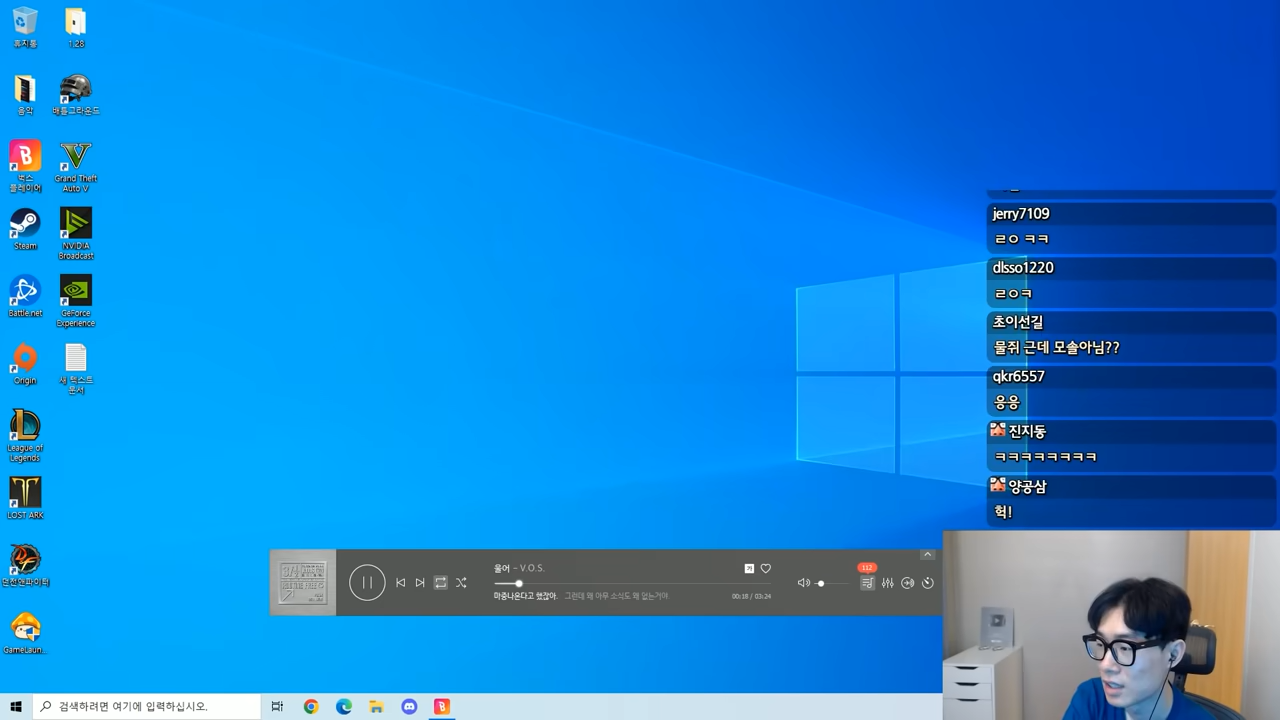 휴지통
1.28
음악
배틀그라운드
벅스
플레이어
Grand Theft
Auto V
Steam
NVIDIA
Broadcast
Battle.net
GeForce
Experience
Origin
새 텍스트
문서
League of
Legends
LOST ARK
던전앤파이터
GameLaun...
jerry7109
ㄹㅇ ㅋㅋ
dlsso1220
ㄹㅇㅋ
초이선길
물쥐 근데 모솔아님??
qkr6557
응응
진지동
ㅋㅋㅋㅋㅋㅋㅋㅋ
양공삼
헉!
울어 - V.O.S.
마중나온다고 했잖아. 그런데 왜 아무 소식도 왜 없는거야
00:18 / 03:24
112
검색하려면 여기에 입력하십시오.